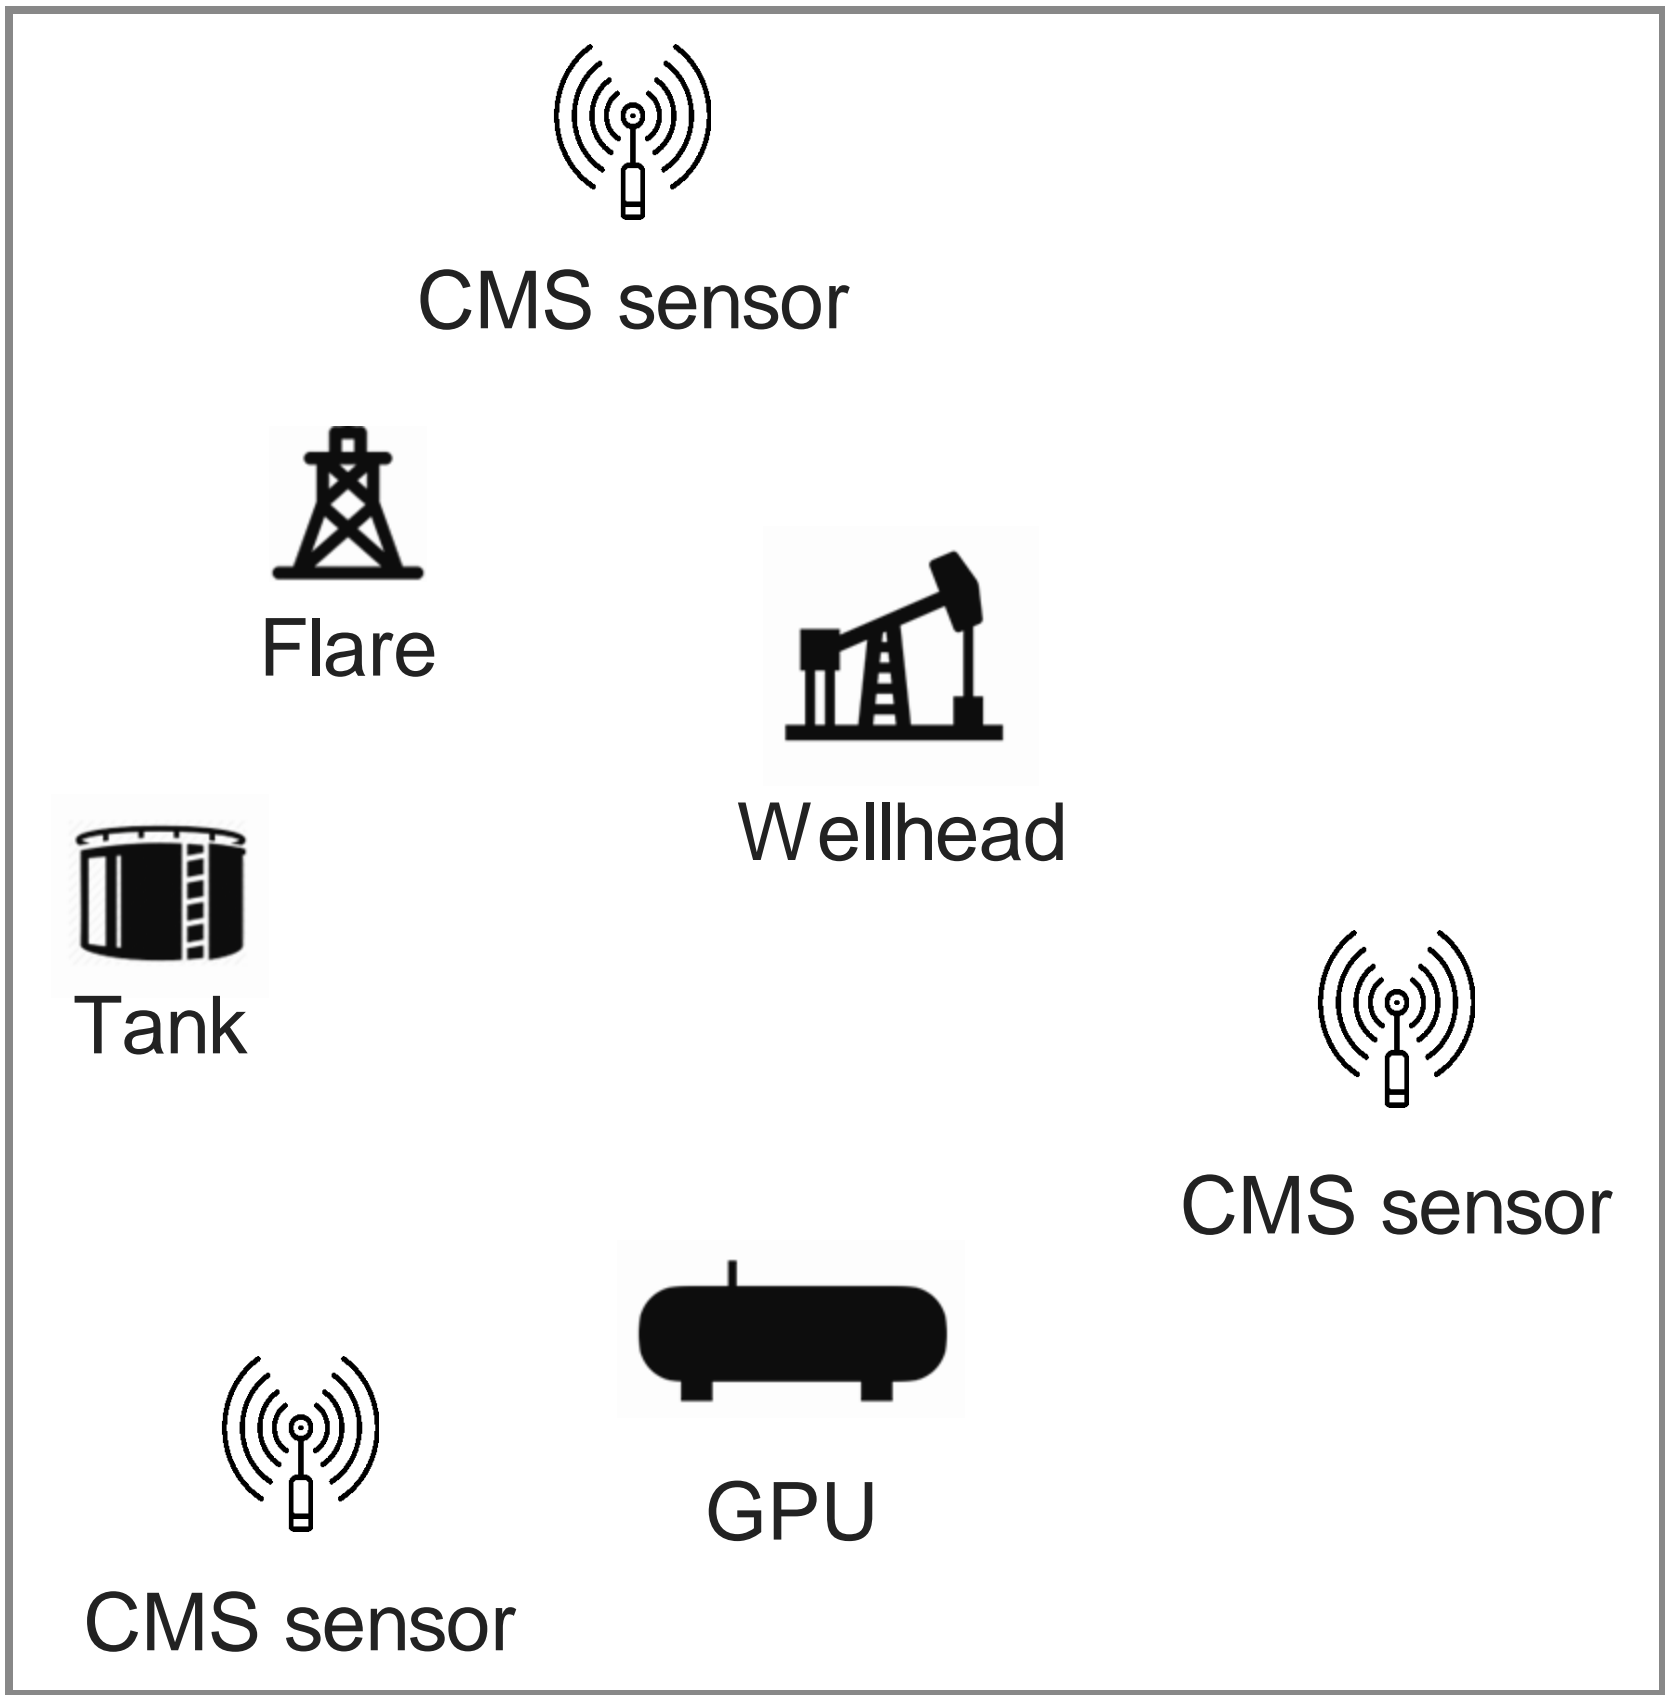 CMS sensor
Flare
Wellhead
Tank
CMS sensor
GPU
CMS sensor